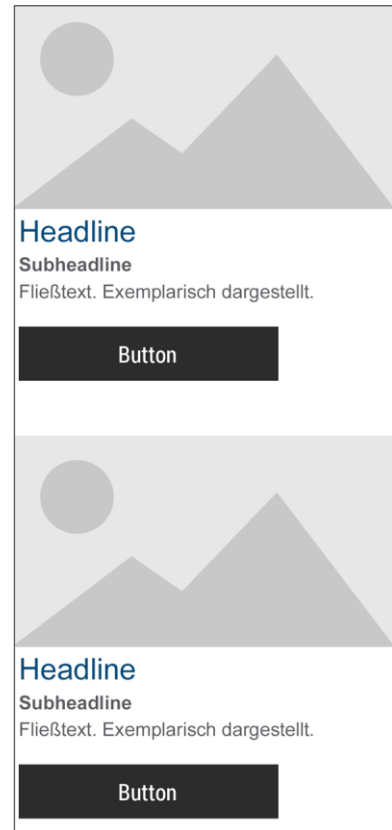 Headline
Subheadline
Fließtext. Exemplarisch dargestellt.
Button
Headline
Subheadline
Fließtext. Exemplarisch dargestellt.
Button